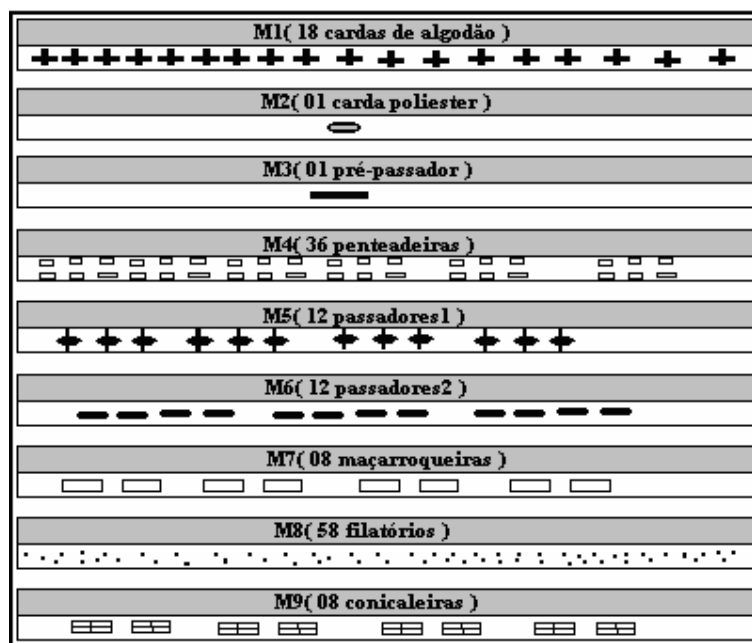 M1( 18 cardas de algodão )
M2( 01 carda poliester )
M3( 01 pré-passador )
M4( 36 penteadeiras )
M5( 12 passadores1 )
M6( 12 passadores2 )
M7( 08 maçarroqueiras )
M8( 58 filatórios )
M9( 08 conicaleiras )